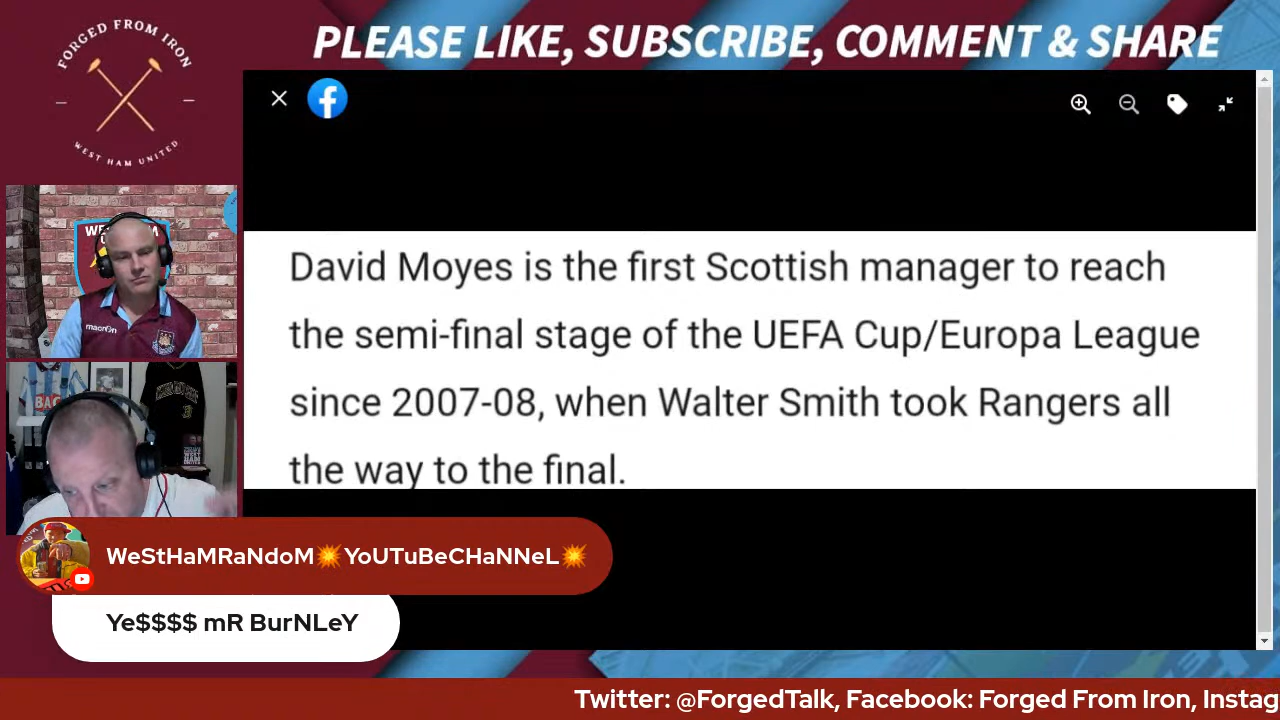 FORGED FROM IRON
WEST HAM UNITED
PLEASE LIKE, SUBSCRIBE, COMMENT & SHARE
macron
BAG
David Moyes is the first Scottish manager to reach
the semi-final stage of the UEFA Cup/Europa League
since 2007-08, when Walter Smith took Rangers all
the way to the final.
WeStHaMRaNdoM💥YoUTuBeCHaNNeL💥
Ye$$$$ mR BurNLeY
Twitter: @ForgedTalk, Facebook: Forged From Iron, Instag